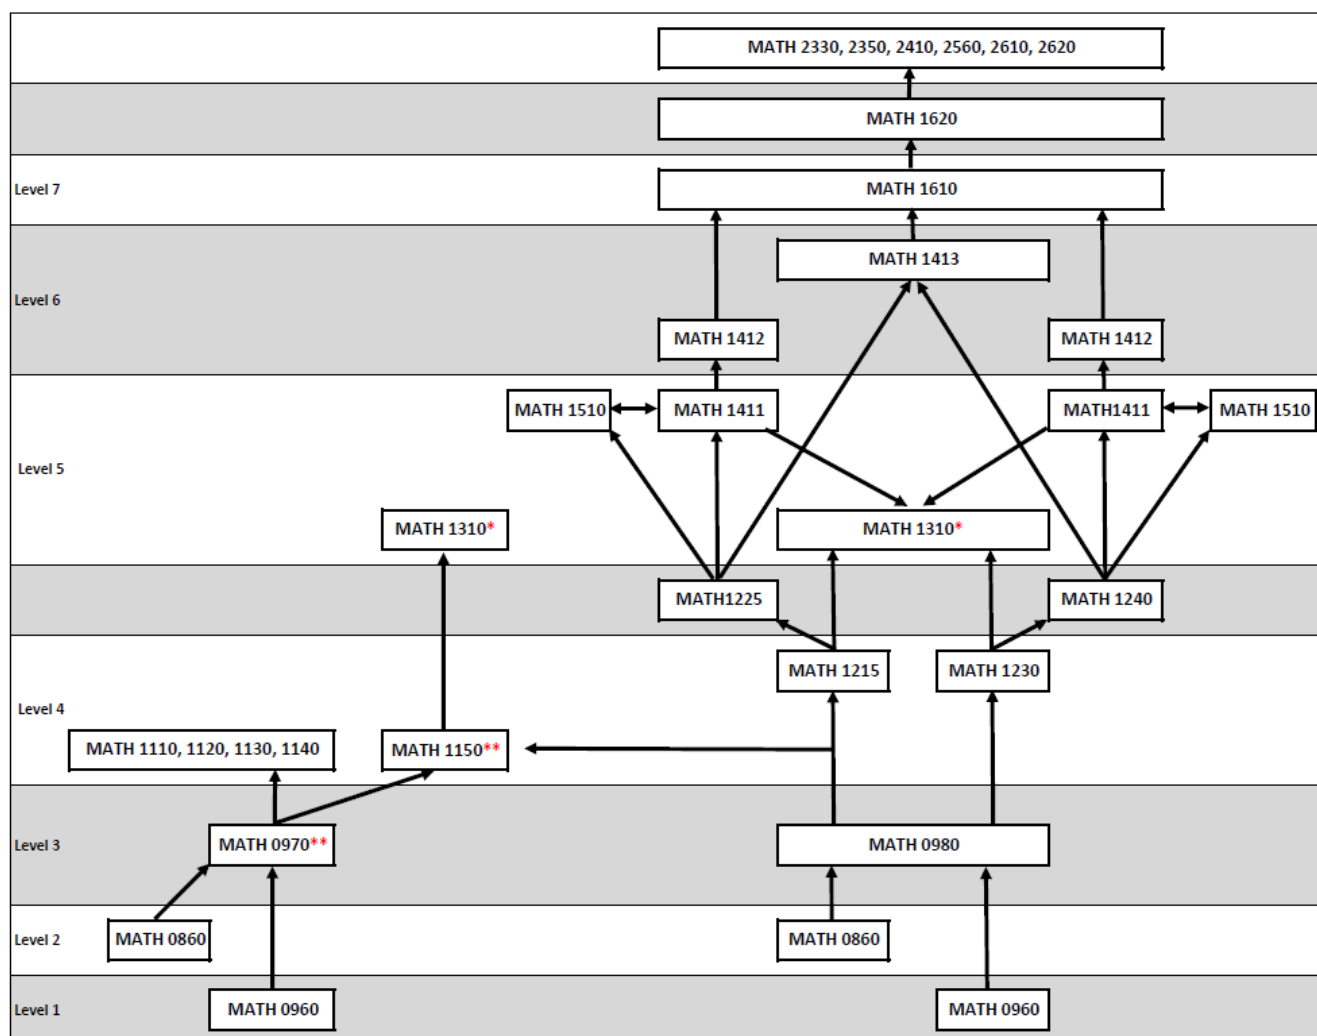 MATH 2330, 2350, 2410, 2560, 2610, 2620
MATH 1620
Level 7
MATH 1610
MATH 1413
Level 6
MATH 1412
MATH 1412
MATH 1510
MATH 1411
MATH1411
MATH 1510
Level 5
MATH 1310*
MATH 1310*
MATH1225
MATH 1240
MATH 1215
MATH 1230
Level 4
MATH 1110, 1120, 1130, 1140
MATH 1150**
Level 3
MATH 0970**
MATH 0980
Level 2
MATH 0860
MATH 0860
Level 1
MATH 0960
MATH 0960